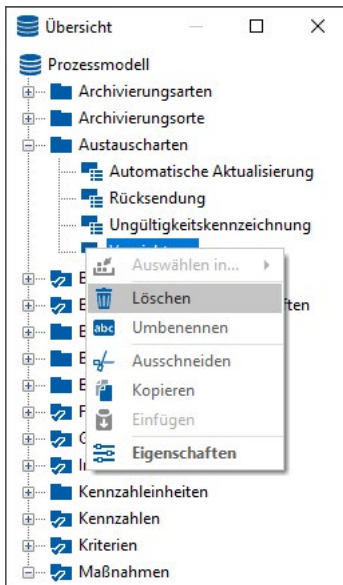 Übersicht
Prozessmodell
Archivierungsarten
Archivierungsorte
Austauscharten
Automatische Aktualisierung
Rücksendung
Ungültigkeitskennzeichnung
Auswählen in...
Löschen
abc Umbenennen
Ausschneiden
Kopieren
Einfügen
Eigenschaften
Kennzahleinheiten
Kennzahlen
Kriterien
Maßnahmen